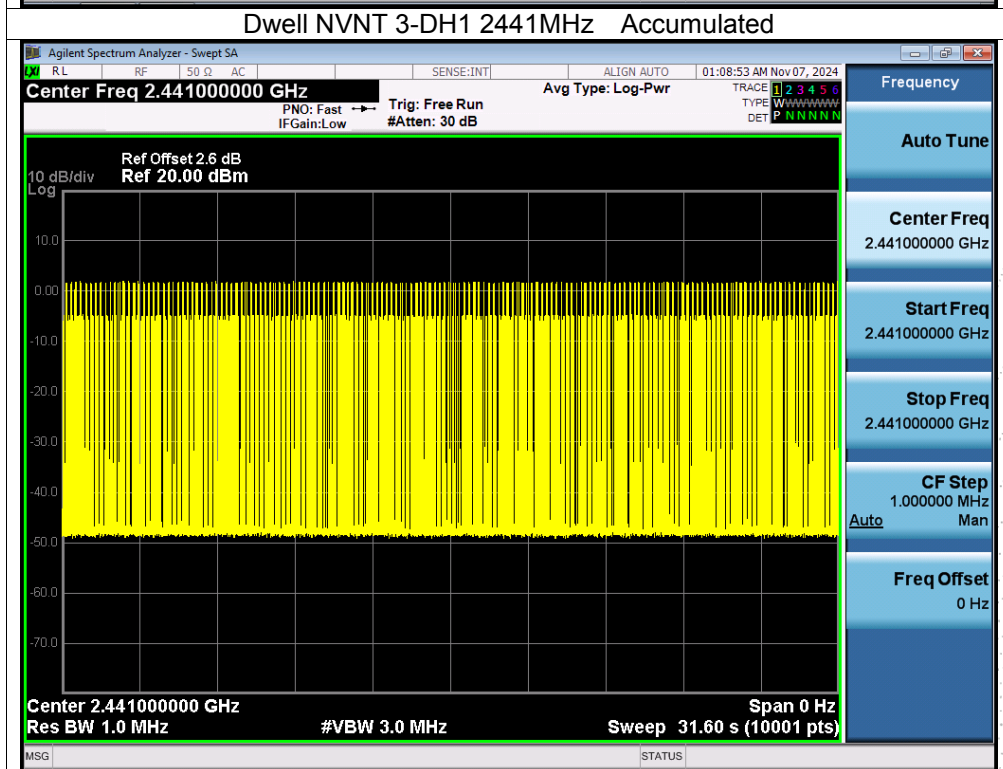 Dwell NVNT 3-DH1 2441MHz Accumulated
Agilent Spectrum Analyzer - Swept SA
LXI RL RF 50 Ω AC SENSE:INT ALIGN AUTO 01:08:53 AM Nov 07, 2024
Center Freq 2.441000000 GHz
PNO: Fast
IFGain:Low
Trig: Free Run
#Atten: 30 dB
Avg Type: Log-Pwr
TRACE 1 2 3 4 5 6
TYPE WWWWWWW
DET P N N N N N
Frequency
Auto Tune
Center Freq
2.441000000 GHz
Start Freq
2.441000000 GHz
Stop Freq
2.441000000 GHz
CF Step
1.000000 MHz
Auto Man
Freq Offset
0 Hz
Ref Offset 2.6 dB
10 dB/div Ref 20.00 dBm
Log
10.0
0.00
-10.0
-20.0
-30.0
-40.0
-50.0
-60.0
-70.0
Center 2.441000000 GHz Span 0 Hz
Res BW 1.0 MHz #VBW 3.0 MHz Sweep 31.60 s (10001 pts)
MSG STATUS